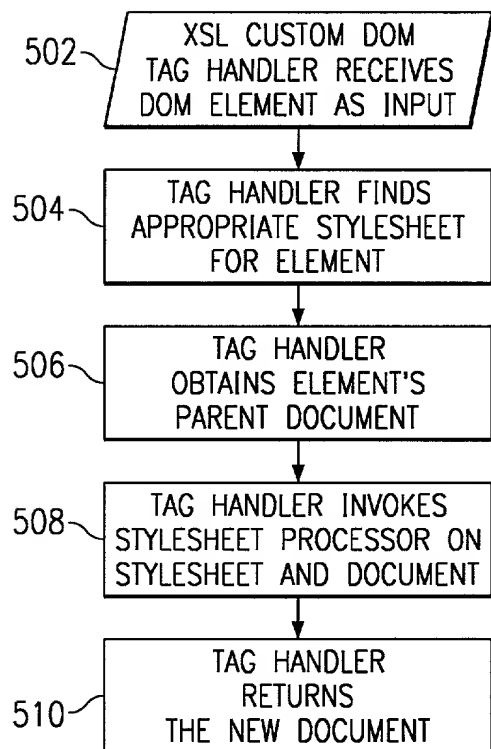 502
XSL CUSTOM DOM
TAG HANDLER RECEIVES
DOM ELEMENT AS INPUT
504
TAG HANDLER FINDS
APPROPRIATE STYLESHEET
FOR ELEMENT
506
TAG HANDLER
OBTAINS ELEMENT'S
PARENT DOCUMENT
508
TAG HANDLER INVOKES
STYLESHEET PROCESSOR ON
STYLESHEET AND DOCUMENT
510
TAG HANDLER
RETURNS
THE NEW DOCUMENT